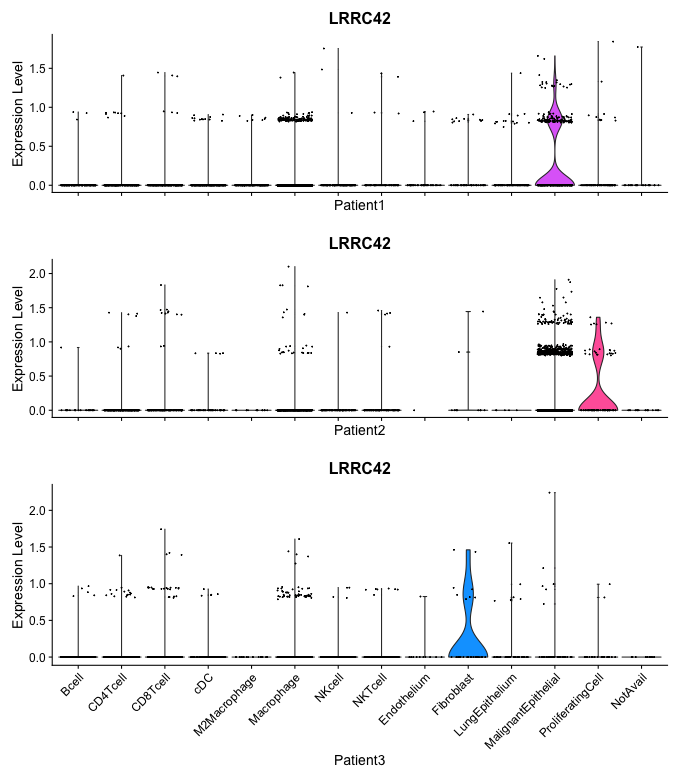 LRRC42
Expression Level
1.5
1.0
0.5
0.0
Patient1
LRRC42
Expression Level
2.0
1.5
1.0
0.5
0.0
Patient2
LRRC42
Expression Level
2.0
1.5
1.0
0.5
0.0
Bcell
CD4Tcell
CD8Tcell
cDC
M2Macrophage
Macrophage
NKcell
NKTcell
Endothelium
Fibroblast
LungEpithelium
MalignantEpithelial
ProliferatingCell
NotAvail
Patient3